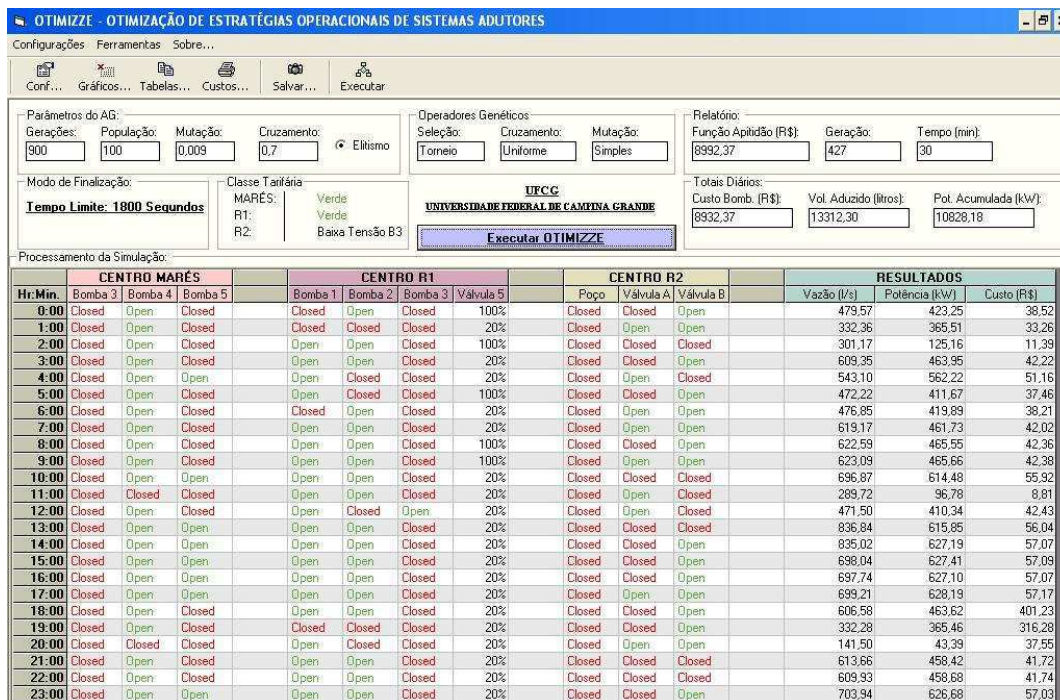 OTIMIZZE - OTIMIZAÇÃO DE ESTRATÉGIAS OPERACIONAIS DE SISTEMAS ADUTORES
Configurações Ferramentas Sobre...
Conf... Gráficos... Tabelas... Custos... Salvar... Executar
Parâmetros do AG: Operadores Genéticos Relatório:
Gerações: População: Mutação: Cruzamento: Elitismo Seleção: Cruzamento: Mutação: Função Apitidão (R$): Geração: Tempo (min):
900 100 0,009 0,7 Torneio Uniforme Simples 8992,37 427 30
Modo de Finalização: Classe Tarifária UFCG Totais Diários:
Tempo Limite: 1800 Segundos MARÉS: Verde UNIVERSIDADE FEDERAL DE CAMPINA GRANDE Custo Bomb. (R$): Vol. Aduzido (litros): Pot. Acumulada (kW):
R1: Verde 8932,37 13312,30 10828,18
R2: Baixa Tensão B3 Executar OTIMIZZE
Processamento da Simulação:
CENTRO MARÉS CENTRO R1 CENTRO R2 RESULTADOS
Hr:Min. Bomba 3 Bomba 4 Bomba 5 Bomba 1 Bomba 2 Bomba 3 Válvula 5 Poço Válvula A Válvula B Vazão (l/s) Potência (kW) Custo (R$)
0:00 Closed Open Closed Closed Open Closed 100% Closed Closed Open 479,57 423,25 38,52
1:00 Closed Open Closed Closed Closed Closed 20% Closed Open Open 332,36 365,51 33,26
2:00 Closed Closed Closed Open Open Closed 100% Closed Closed Closed 301,17 125,16 11,39
3:00 Closed Open Closed Open Open Closed 20% Closed Closed Open 609,35 463,95 42,22
4:00 Closed Open Open Open Closed Closed 20% Closed Open Closed 543,10 562,22 51,16
5:00 Closed Open Closed Open Closed Closed 100% Closed Closed Open 472,22 411,67 37,46
6:00 Closed Open Closed Closed Open Closed 20% Closed Open Open 476,85 419,89 38,21
7:00 Closed Open Closed Open Open Closed 20% Closed Open Open 619,17 461,73 42,02
8:00 Closed Open Closed Open Open Closed 100% Closed Closed Open 622,59 465,55 42,36
9:00 Closed Open Closed Open Open Closed 100% Closed Open Open 623,09 465,66 42,38
10:00 Closed Open Open Open Open Closed 20% Closed Closed Closed 696,87 614,48 55,92
11:00 Closed Closed Closed Open Open Closed 20% Closed Open Closed 289,72 96,78 8,81
12:00 Closed Open Closed Open Closed Open 20% Closed Open Open 471,50 410,34 42,43
13:00 Closed Open Open Open Open Closed 20% Closed Closed Closed 836,84 615,85 56,04
14:00 Closed Open Open Open Open Closed 20% Closed Closed Open 835,02 627,19 57,07
15:00 Closed Open Open Open Open Closed 20% Closed Closed Open 698,04 627,41 57,09
16:00 Closed Open Open Open Open Closed 20% Closed Closed Open 697,74 627,10 57,07
17:00 Closed Open Open Open Open Closed 20% Closed Open Open 699,21 628,19 57,17
18:00 Closed Open Closed Open Open Closed 20% Closed Closed Open 606,58 463,62 401,23
19:00 Closed Open Closed Closed Closed Closed 20% Closed Closed Open 332,28 365,46 316,28
20:00 Closed Closed Closed Open Closed Closed 20% Closed Open Open 141,50 43,39 37,55
21:00 Closed Open Closed Open Open Closed 20% Closed Closed Closed 613,66 458,42 41,72
22:00 Closed Open Closed Open Open Closed 20% Closed Closed Closed 609,93 458,68 41,74
23:00 Closed Open Open Open Open Closed 20% Closed Closed Open 703,94 626,68 57,03